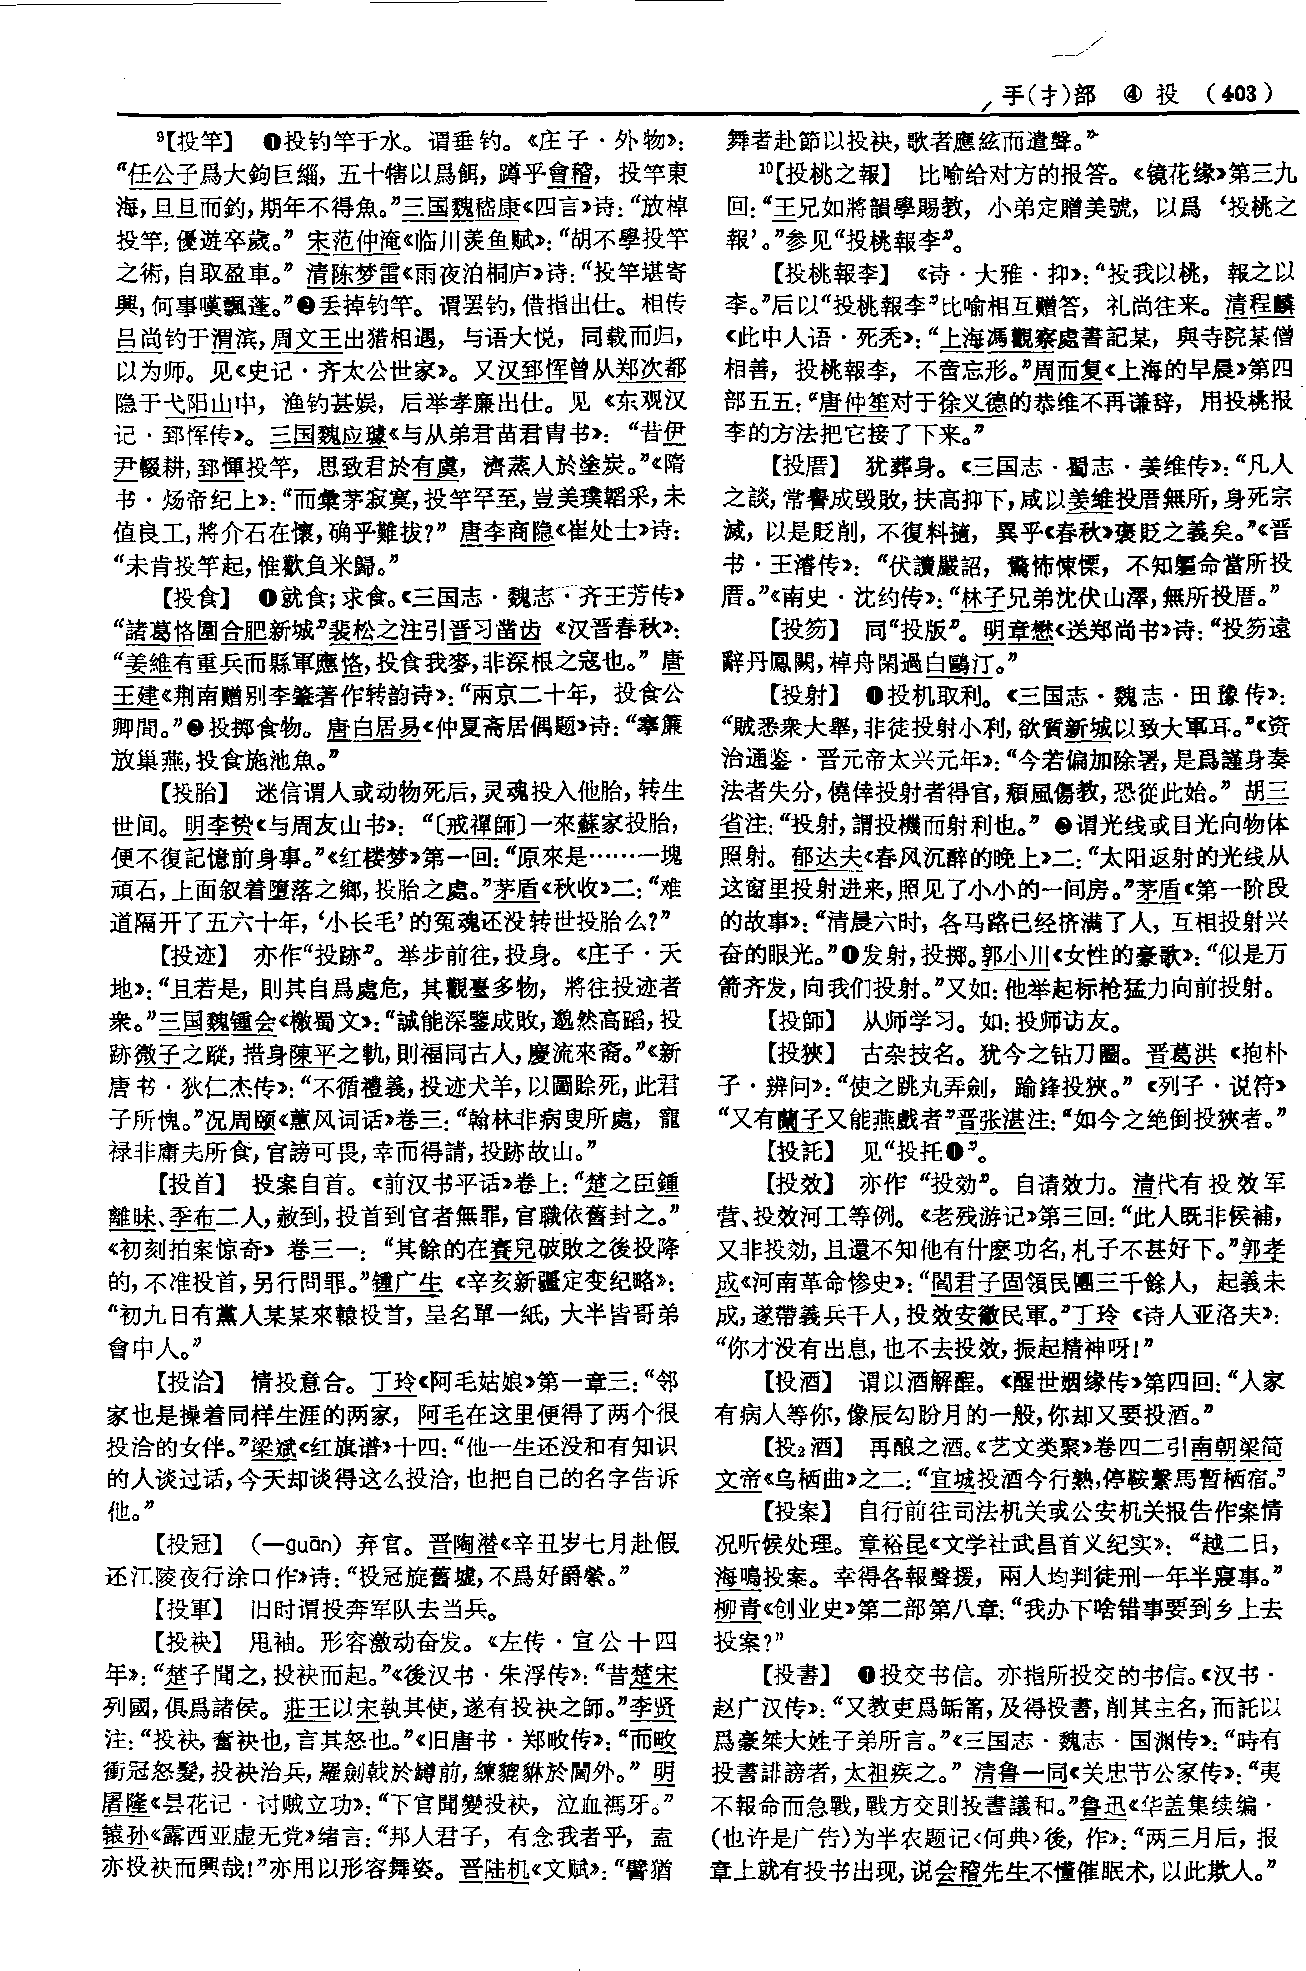 手(扌)部 ④ 投 (403)
⁹【投竿】 ❶投钓竿于水。谓垂钓。《庄子·外物》：
“任公子爲大鉤巨緇，五十犗以爲餌，蹲乎會稽，投竿東
海，旦旦而釣，期年不得魚。”三国魏嵇康《四言》诗：“放棹
投竿，優遊卒歲。” 宋范仲淹《临川羡鱼赋》：“胡不學投竿
之術，自取盈車。” 清陈梦雷《雨夜泊桐庐》诗：“投竿堪寄
興，何事嘆飄蓬。”❷丢掉钓竿。谓罢钓，借指出仕。相传
吕尚钓于渭滨，周文王出猎相遇，与语大悦，同载而归，
以为师。见《史记·齐太公世家》。又汉郅恽曾从郑次都
隐于弋阳山中，渔钓甚娱，后举孝廉出仕。见《东观汉
记·郅恽传》。三国魏应璩《与从弟君苗君胄书》：“昔伊
尹輟耕，郅惲投竿，思致君於有虞，濟蒸人於塗炭。”《隋
书·炀帝纪上》：“而彙茅寂寞，投竿罕至，豈美璞韜采，未
值良工，將介石在懷，确乎難拔？” 唐李商隐《崔处士》诗：
“未肯投竿起，惟歡負米歸。”
【投食】 ❶就食；求食。《三国志·魏志·齐王芳传》
“諸葛恪圍合肥新城”裴松之注引晋习凿齿《汉晋春秋》：
“姜維有重兵而縣軍應恪，投食我麥，非深根之寇也。” 唐
王建《荆南赠别李肇著作转韵诗》：“兩京二十年，投食公
卿間。”❷投掷食物。唐白居易《仲夏斋居偶题》诗：“搴簾
放巢燕，投食施池魚。”
【投胎】 迷信谓人或动物死后，灵魂投入他胎，转生
世间。明李贽《与周友山书》：“〔戒禪師〕一來蘇家投胎，
便不復記憶前身事。”《红楼梦》第一回：“原來是……一塊
頑石，上面叙着墮落之鄉，投胎之處。”茅盾《秋收》二：“难
道隔开了五六十年，‘小长毛’的冤魂还没转世投胎么？”
【投迹】 亦作“投跡”。举步前往，投身。《庄子·天
地》：“且若是，則其自爲處危，其觀臺多物，將往投迹者
衆。”三国魏锺会《檄蜀文》：“誠能深鑒成敗，邈然高蹈，投
跡微子之蹤，措身陳平之軌，則福同古人，慶流來裔。”《新
唐书·狄仁杰传》：“不循禮義，投迹犬羊，以圖賒死，此君
子所愧。”况周颐《蕙风词话》卷三：“翰林非病叟所處，寵
禄非庸夫所食，官謗可畏，幸而得請，投跡故山。”
【投首】 投案自首。《前汉书平话》卷上：“楚之臣鍾
離昧、季布二人，赦到，投首到官者無罪，官職依舊封之。”
《初刻拍案惊奇》卷三一：“其餘的在賽兒破敗之後投降
的，不准投首，另行問罪。”鍾广生《辛亥新疆定变纪略》：
“初九日有黨人某某來轅投首，呈名單一紙，大半皆哥弟
會中人。”
【投洽】 情投意合。丁玲《阿毛姑娘》第一章三：“邻
家也是操着同样生涯的两家，阿毛在这里便得了两个很
投洽的女伴。”梁斌《红旗谱》十四：“他一生还没和有知识
的人谈过话，今天却谈得这么投洽，也把自己的名字告诉
他。”
【投冠】 （—guān）弃官。晋陶潜《辛丑岁七月赴假
还江陵夜行涂口作》诗：“投冠旋舊墟，不爲好爵縈。”
【投軍】 旧时谓投奔军队去当兵。
【投袂】 甩袖。形容激动奋发。《左传·宣公十四
年》：“楚子聞之，投袂而起。”《後汉书·朱浮传》：“昔楚宋
列國，俱爲諸侯。莊王以宋執其使，遂有投袂之師。”李贤
注：“投袂，奮袂也，言其怒也。”《旧唐书·郑畋传》：“而畋
衝冠怒髮，投袂治兵，羅劍戟於罇前，練貔貅於閫外。” 明
屠隆《昙花记·讨贼立功》：“下官聞變投袂，泣血禡牙。”
辕孙《露西亚虚无党》绪言：“邦人君子，有念我者乎，盍
亦投袂而興哉！”亦用以形容舞姿。晋陆机《文赋》：“譬猶
舞者赴節以投袂，歌者應絃而遣聲。”
¹⁰【投桃之報】 比喻给对方的报答。《镜花缘》第三九
回：“王兄如將韻學賜教，小弟定贈美號，以爲‘投桃之
報’。”参见“投桃報李”。
【投桃報李】 《诗·大雅·抑》：“投我以桃，報之以
李。”后以“投桃報李”比喻相互赠答，礼尚往来。清程麟
《此中人语·死秃》：“上海馮觀察處書記某，與寺院某僧
相善，投桃報李，不啻忘形。”周而复《上海的早晨》第四
部五五：“唐仲笙对于徐义德的恭维不再谦辞，用投桃报
李的方法把它接了下来。”
【投厝】 犹葬身。《三国志·蜀志·姜维传》：“凡人
之談，常譽成毁敗，扶高抑下，咸以姜維投厝無所，身死宗
滅，以是貶削，不復料擿，異乎《春秋》褒貶之義矣。”《晋
书·王濬传》：“伏讀嚴詔，驚怖悚慄，不知軀命當所投
厝。”《南史·沈约传》：“林子兄弟沈伏山澤，無所投厝。”
【投笏】 同“投版”。明章懋《送郑尚书》诗：“投笏遠
辭丹鳳闕，棹舟閑過白鷗汀。”
【投射】 ❶投机取利。《三国志·魏志·田豫传》：
“賊悉衆大舉，非徒投射小利，欲質新城以致大軍耳。”《资
治通鉴·晋元帝太兴元年》：“今若偏加除署，是爲謹身奏
法者失分，僥倖投射者得官，頹風傷教，恐從此始。” 胡三
省注：“投射，謂投機而射利也。” ❷谓光线或目光向物体
照射。郁达夫《春风沉醉的晚上》二：“太阳返射的光线从
这窗里投射进来，照见了小小的一间房。”茅盾《第一阶段
的故事》：“清晨六时，各马路已经挤满了人，互相投射兴
奋的眼光。”❶发射，投掷。郭小川《女性的豪歌》：“似是万
箭齐发，向我们投射。”又如：他举起标枪猛力向前投射。
【投師】 从师学习。如：投师访友。
【投狹】 古杂技名。犹今之钻刀圈。晋葛洪《抱朴
子·辨问》：“使之跳丸弄劍，踰鋒投狹。”《列子·说符》
“又有蘭子又能燕戲者”晋张湛注：“如今之绝倒投狹者。”
【投託】 见“投托❶”。
【投效】 亦作“投効”。自请效力。清代有投效军
营、投效河工等例。《老残游记》第三回：“此人既非候補，
又非投効，且還不知他有什麽功名，札子不甚好下。”郭孝
成《河南革命惨史》：“閻君子固領民團三千餘人，起義未
成，遂帶義兵千人，投效安徽民軍。”丁玲《诗人亚洛夫》：
“你才没有出息，也不去投效，振起精神呀！”
【投酒】 谓以酒解酲。《醒世姻缘传》第四回：“人家
有病人等你，像辰勾盼月的一般，你却又要投酒。”
【投₂酒】 再酿之酒。《艺文类聚》卷四二引南朝梁简
文帝《乌栖曲》之二：“宜城投酒今行熟，停鞍繫馬暫栖宿。”
【投案】 自行前往司法机关或公安机关报告作案情
况听候处理。章裕昆《文学社武昌首义纪实》：“越二日，
海鳴投案。幸得各報聲援，兩人均判徒刑一年半寢事。”
柳青《创业史》第二部第八章：“我办下啥错事要到乡上去
投案？”
【投書】 ❶投交书信。亦指所投交的书信。《汉书·
赵广汉传》：“又教吏爲缿筩，及得投書，削其主名，而託以
爲豪桀大姓子弟所言。”《三国志·魏志·国渊传》：“時有
投書誹謗者，太祖疾之。” 清鲁一同《关忠节公家传》：“夷
不報命而急戰，戰方交則投書議和。”鲁迅《华盖集续编·
（也许是广告）为半农题记〈何典〉後，作》：“两三月后，报
章上就有投书出现，说会稽先生不懂催眠术，以此欺人。”